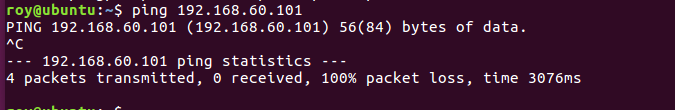 roy@ubuntu:~$ ping 192.168.60.101
PING 192.168.60.101 (192.168.60.101) 56(84) bytes of data.
^C
--- 192.168.60.101 ping statistics ---
4 packets transmitted, 0 received, 100% packet loss, time 3076ms